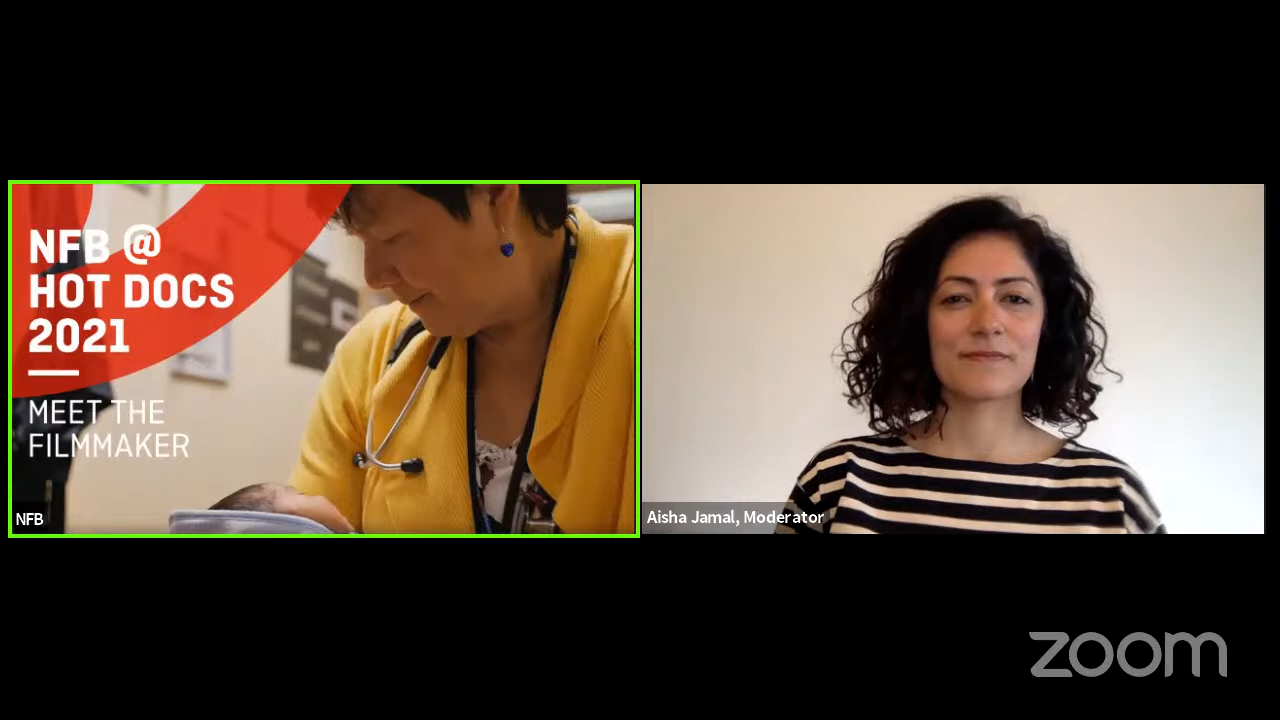 NFB @
HOT DOCS
2021
MEET THE
FILMMAKER
NFB
Aisha Jamal, Moderator
zoom